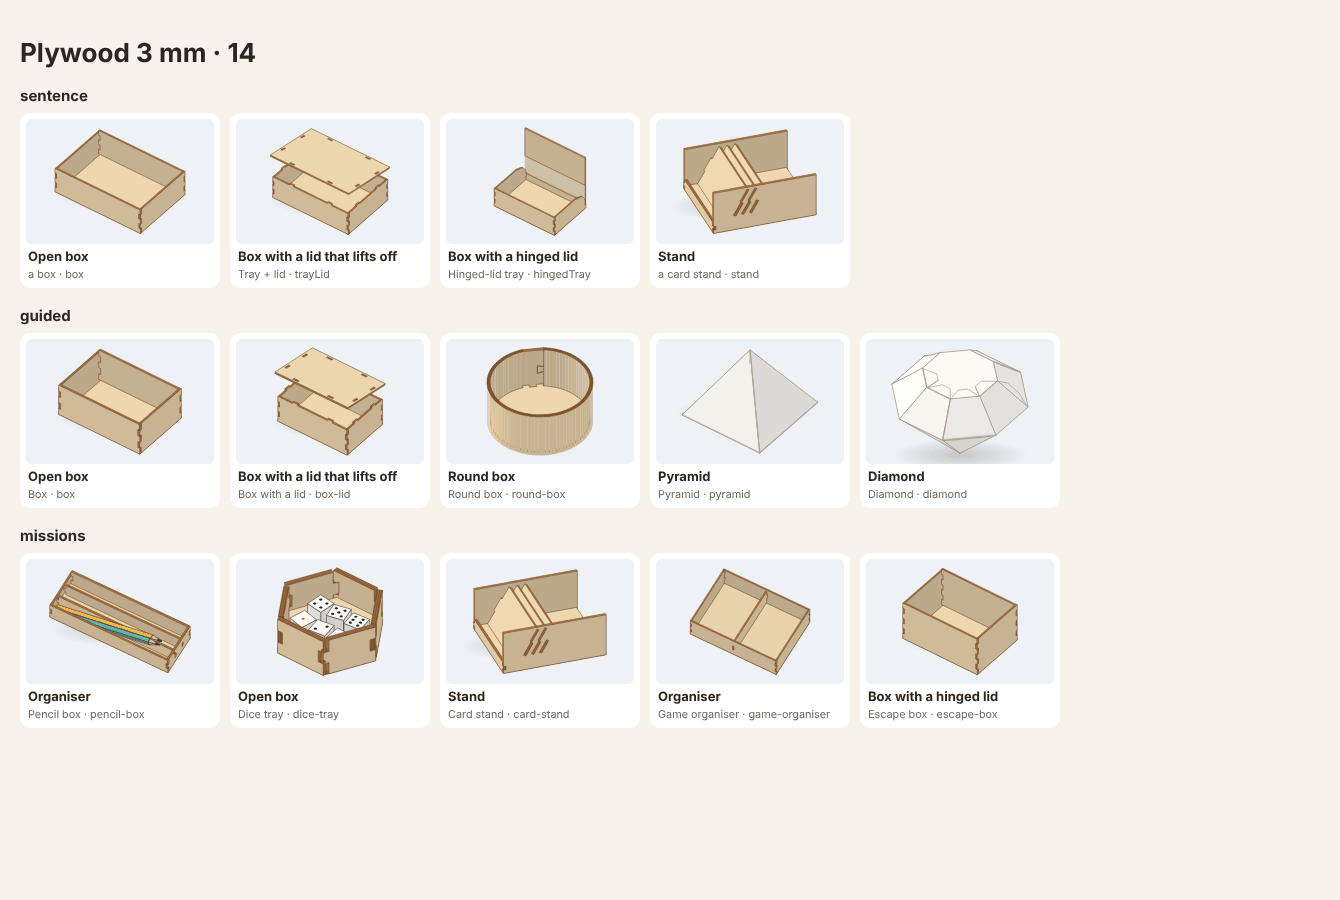 Plywood 3 mm · 14
sentence
Open box
a box · box
Box with a lid that lifts off
Tray + lid · trayLid
Box with a hinged lid
Hinged-lid tray · hingedTray
Stand
a card stand · stand
guided
Open box
Box · box
Box with a lid that lifts off
Box with a lid · box-lid
Round box
Round box · round-box
Pyramid
Pyramid · pyramid
Diamond
Diamond · diamond
missions
Organiser
Pencil box · pencil-box
Open box
Dice tray · dice-tray
Stand
Card stand · card-stand
Organiser
Game organiser · game-organiser
Box with a hinged lid
Escape box · escape-box